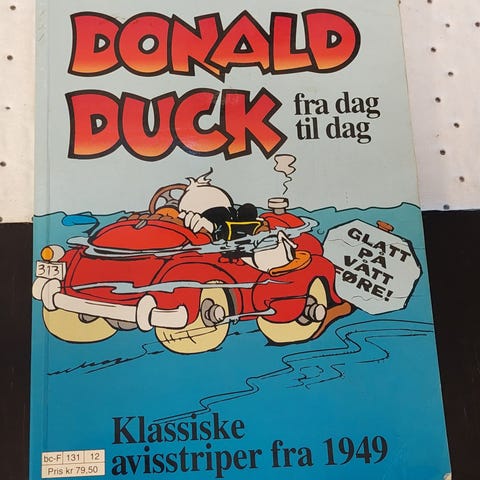 DONALD
DUCK
fra dag
til dag
313
GLATT
PÅ
VÅTT
FØRE!
Klassiske
avisstriper fra 1949
bc-F 131 12
Pris kr 79,50